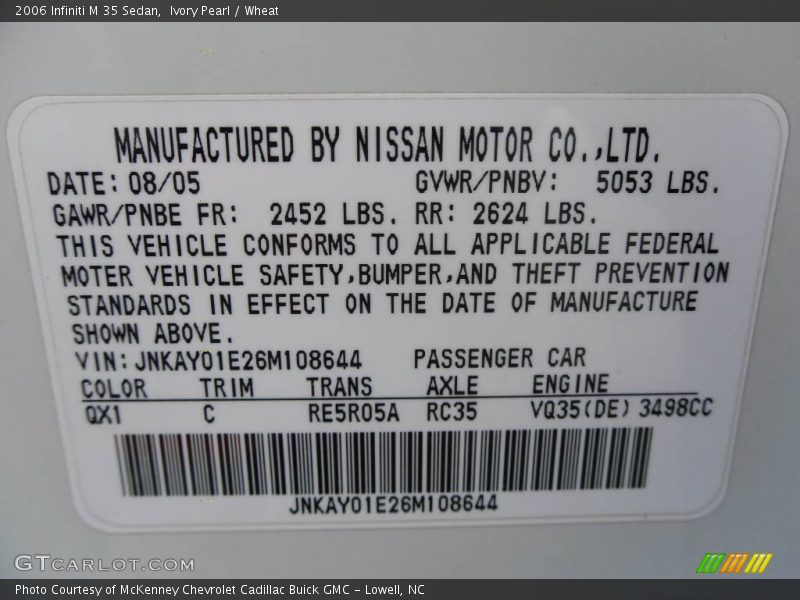 2006 Infiniti M 35 Sedan,  Ivory Pearl / Wheat
MANUFACTURED BY NISSAN MOTOR CO.,LTD.
DATE: 08/05 GVWR/PNBV: 5053 LBS.
GAWR/PNBE FR: 2452 LBS. RR: 2624 LBS.
THIS VEHICLE CONFORMS TO ALL APPLICABLE FEDERAL
MOTER VEHICLE SAFETY,BUMPER,AND THEFT PREVENTION
STANDARDS IN EFFECT ON THE DATE OF MANUFACTURE
SHOWN ABOVE.
VIN: JNKAY01E26M108644 PASSENGER CAR
COLOR TRIM TRANS AXLE ENGINE
QX1 C RE5R05A RC35 VQ35(DE) 3498CC
JNKAY01E26M108644
GTCARLOT.COM
Photo Courtesy of McKenney Chevrolet Cadillac Buick GMC - Lowell, NC